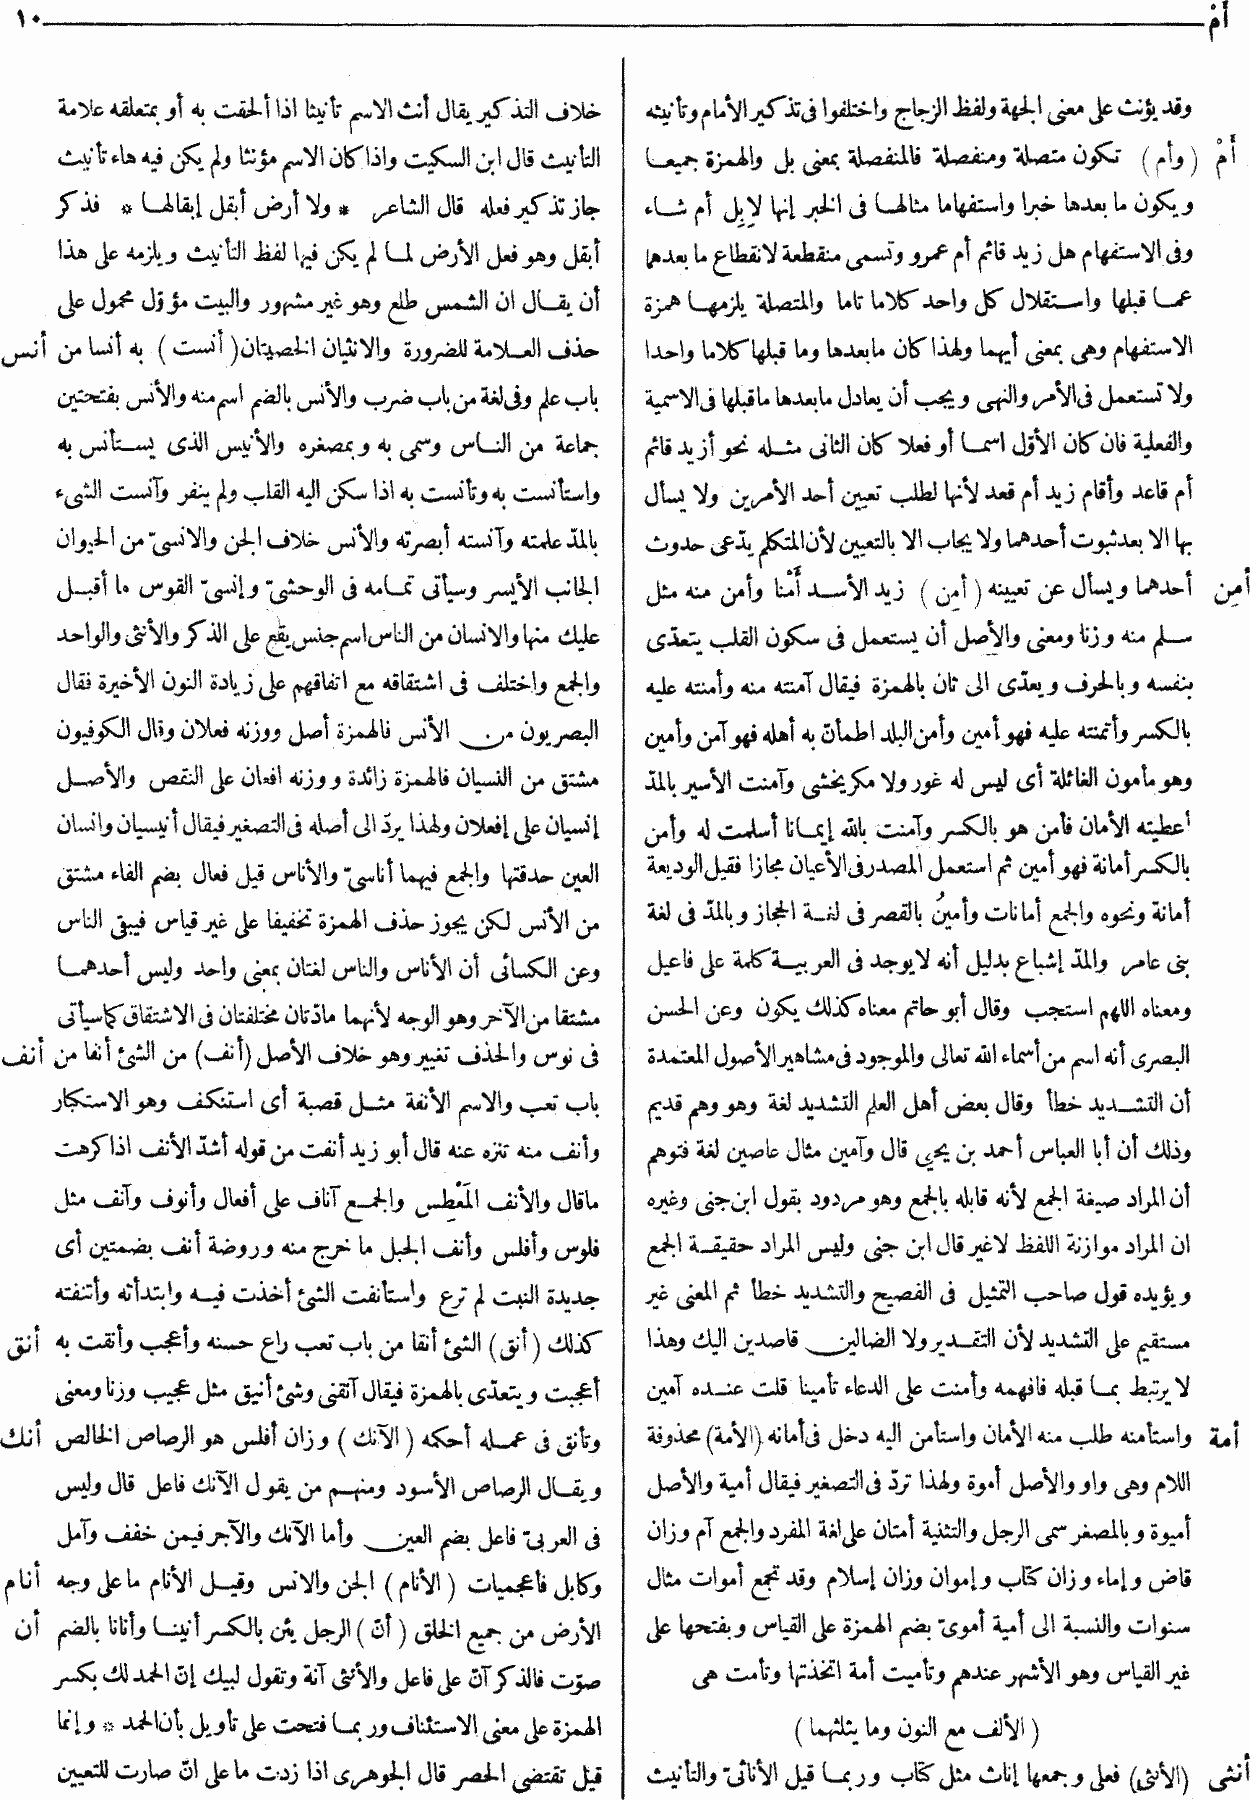 أم
١٠
وقد يؤنث على معنى الجهة ولفظ الزجاج واختلفوا فى تذكير الأمام وتأنيثه
أَمْ (وأم) تكون متصلة ومنفصلة فالمنفصلة بمعنى بل والهمزة جميعا
ويكون ما بعدها خبرا واستفهاما مثالها فى الخبر إنها لإبِل أم شاء
وفى الاستفهام هل زيد قائم أم عمرو وتسمى منقطعة لانقطاع ما بعدها
عما قبلها واستقلال كل واحد كلاما تاما والمتصلة يلزمها همزة
الاستفهام وهى بمعنى أيهما ولهذا كان مابعدها وما قبلها كلاما واحدا
ولا تستعمل فى الأمر والنهى ويجب أن يعادل مابعدها ماقبلها فى الاسمية
والفعلية فان كان الأوّل اسما أو فعلا كان الثانى مثله نحو أزيد قائم
أم قاعد وأقام زيد أم قعد لأنها لطلب تعيين أحد الأمرين ولا يسأل
بها الا بعد ثبوت أحدهما ولا يجاب الا بالتعيين لأن المتكلم يدّعى حدوث
أمِن أحدهما ويسأل عن تعيينه (أمِن) زيد الأسد أَمْنا وأمن منه مثل
سلم منه وزنا ومعنى والأصل أن يستعمل فى سكون القلب يتعدّى
بنفسه وبالحرف ويعدّى الى ثان بالهمزة فيقال آمنته منه وأمنته عليه
بالكسر وأتمنته عليه فهو أمين وأمن البلد اطمأنّ به أهله فهو آمن وأمين
وهو مأمون الغائلة أى ليس له غور ولا مكر يخشى وآمنت الأسير بالمدّ
أعطيته الأمان فأمن هو بالكسر وآمنت بالله إيمانا أسلمت له وأمن
بالكسر أمانة فهو أمين ثم استعمل المصدر فى الأعيان مجازا فقيل الوديعة
أمانة ونحوه والجمع أمانات وأمينُ بالقصر فى لغة الحجاز وبالمدّ فى لغة
بنى عامر والمدّ إشباع بدليل أنه لا يوجد فى العربية كلمة على فاعيل
ومعناه اللهم استجب وقال أبو حاتم معناه كذلك يكون وعن الحسن
البصرى أنه اسم من أسماء الله تعالى والموجود فى مشاهير الأصول المعتمدة
أن التشديد خطأ وقال بعض أهل العلم التشديد لغة وهو وهم قديم
وذلك أن أبا العباس أحمد بن يحيى قال وآمين مثال عاصين لغة فتوهم
أن المراد صيغة الجمع لأنه قابله بالجمع وهو مردود بقول ابن جنى وغيره
ان المراد موازنة اللفظ لاغير قال ابن جنى وليس المراد حقيقة الجمع
ويؤيده قول صاحب التمثيل فى الفصيح والتشديد خطأ ثم المعنى غير
مستقيم على التشديد لأن التقدير ولا الضالين قاصدين اليك وهذا
لا يرتبط بما قبله فافهمه وأمنت على الدعاء تأمينا قلت عنده آمين
أمة واستأمنه طلب منه الأمان واستأمن اليه دخل فى أمانه (الأمة) محذوفة
اللام وهى واو والأصل أموة ولهذا تردّ فى التصغير فيقال أمية والأصل
أميوة وبالمصغر سمى الرجل والتثنية أمتان على لغة المفرد والجمع آم وزان
قاض وإماء وزان كتاب وإموان وزان إسلام وقد تجمع أموات مثال
سنوات والنسبة الى أمية أموىّ بضم الهمزة على القياس وبفتحها على
غير القياس وهو الأشهر عندهم وتأميت أمة اتخذتها وتأمت هى
(الألف مع النون وما يثلثهما)
أنثى (الأنثى) فعلى وجمعها إناث مثل كتاب وربما قيل الأناثىّ والتأنيث
خلاف التذكير يقال أنث الاسم تأنيثا اذا ألحقت به أو بمتعلقه علامة
التأنيث قال ابن السكيت واذا كان الاسم مؤنثا ولم يكن فيه هاء تأنيث
جاز تذكير فعله قال الشاعر * ولا أرض أبقل إبقالها * فذكر
أبقل وهو فعل الأرض لما لم يكن فيها لفظ التأنيث ويلزمه على هذا
أن يقال ان الشمس طلع وهو غير مشهور والبيت مؤوّل محمول على
حذف العلامة للضرورة والانثيان الخصيتان (أنست) به أنسا من أنس
باب علم وفى لغة من باب ضرب والأنس بالضم اسم منه والأنس بفتحتين
جماعة من الناس وسمى به وبمصغره والأنيس الذى يستأنس به
واستأنست به وتأنست به اذا سكن اليه القلب ولم ينفر وآنست الشىء
بالمدّ علمته وآنسته أبصرته والأنس خلاف الجن والانسىّ من الحيوان
الجانب الأيسر وسيأتى تمامه فى الوحشىّ وإنسىّ القوس ما أقبل
عليك منها والانسان من الناس اسم جنس يقع على الذكر والأنثى والواحد
والجمع واختلف فى اشتقاقه مع اتفاقهم على زيادة النون الأخيرة فقال
البصريون من الأنس فالهمزة أصل ووزنه فعلان وقال الكوفيون
مشتق من النسيان فالهمزة زائدة ووزنه افعان على النقص والأصل
إنسيان على إفعلان ولهذا يردّ الى أصله فى التصغير فيقال أنيسيان وانسان
العين حدقتها والجمع فيهما أناسىّ والأناس قيل فعال بضم الفاء مشتق
من الأنس لكن يجوز حذف الهمزة تخفيفا على غير قياس فيبقى الناس
وعن الكسائى أن الأناس والناس لغتان بمعنى واحد وليس أحدهما
مشتقا من الآخر وهو الوجه لأنهما مادّتان مختلفتان فى الاشتقاق كما سيأتى
فى نوس والحذف تغيير وهو خلاف الأصل (أنف) من الشئ أنفا من أنف
باب تعب والاسم الأنفة مثل قصبة أى استنكف وهو الاستكبار
وأنف منه تنزه عنه قال أبو زيد أنفت من قوله أشدّ الأنف اذا كرهت
ماقال والأنف المَعْطِس والجمع آناف على أفعال وأنوف وآنف مثل
فلوس وأفلس وأنف الجبل ما خرج منه وروضة أنف بضمتين أى
جديدة النبت لم ترع واستأنفت الشئ أخذت فيه وابتدأته وأتنفته
كذلك (أنق) الشئ أنقا من باب تعب راع حسنه وأعجب وأنقت به أنق
أعجبت ويتعدّى بالهمزة فيقال آنقنى وشئ أنيق مثل عجيب وزنا ومعنى
وتأنق فى عمله أحكمه (الآنك) وزان أفلس هو الرصاص الخالص أنك
ويقال الرصاص الأسود ومنهم من يقول الآنك فاعل قال وليس
فى العربىّ فاعل بضم العين وأما الآنك والآجر فيمن خفف وآمل
وكابل فأعجميات (الأنام) الجن والانس وقيل الأنام ما على وجه أنام
الأرض من جميع الخلق (أنّ) الرجل يئن بالكسر أنينا وأنانا بالضم أن
صوّت فالذكر آنّ على فاعل والأنثى آنة وتقول لبيك إنّ الحمد لك بكسر
الهمزة على معنى الاستئناف وربما فتحت على تأويل بأن الحمد * وإنما
قيل تقتضى الحصر قال الجوهرى اذا زدت ما على انّ صارت للتعيين